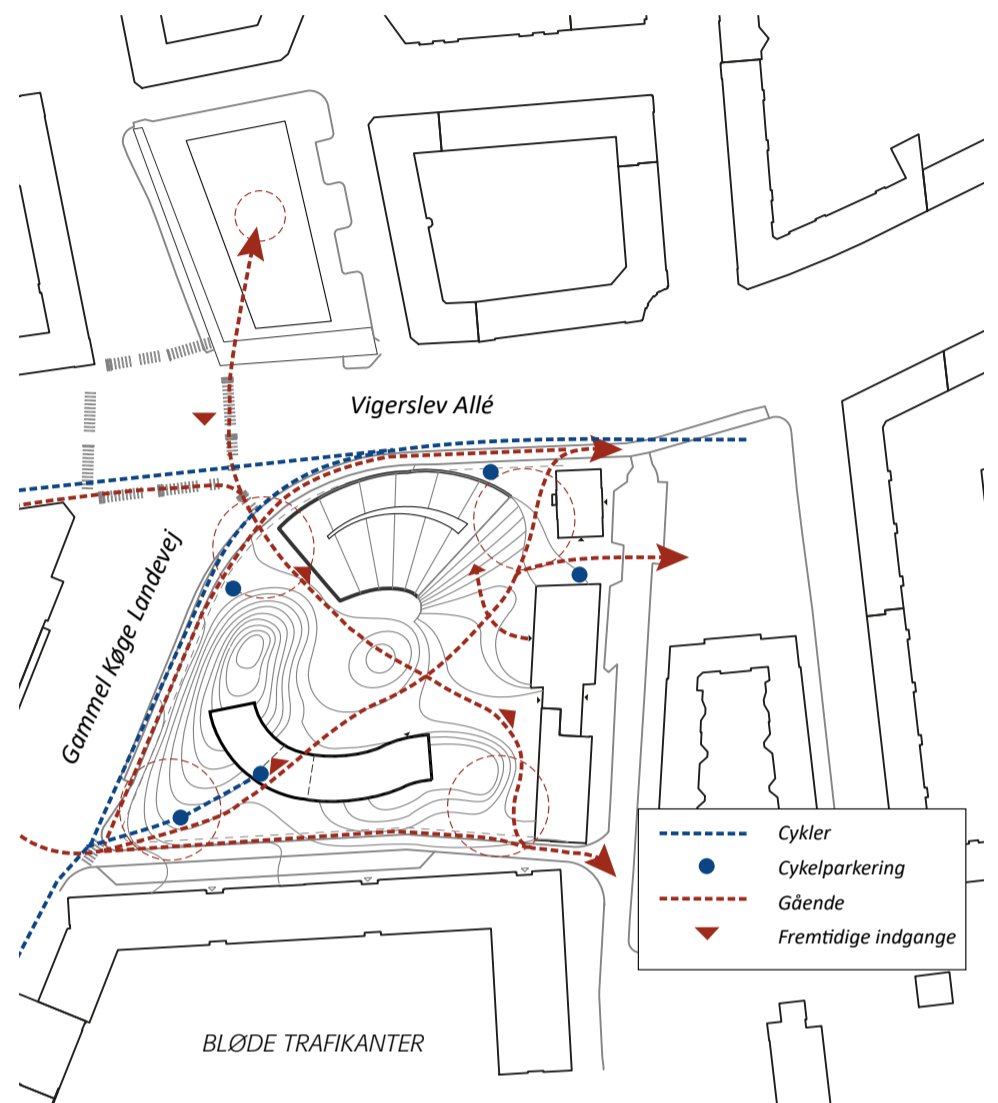 Vigerslev Allé
Gammel Køge Landevej
Cykler
Cykelparkering
Gående
Fremtidige indgange
BLØDE TRAFIKANTER